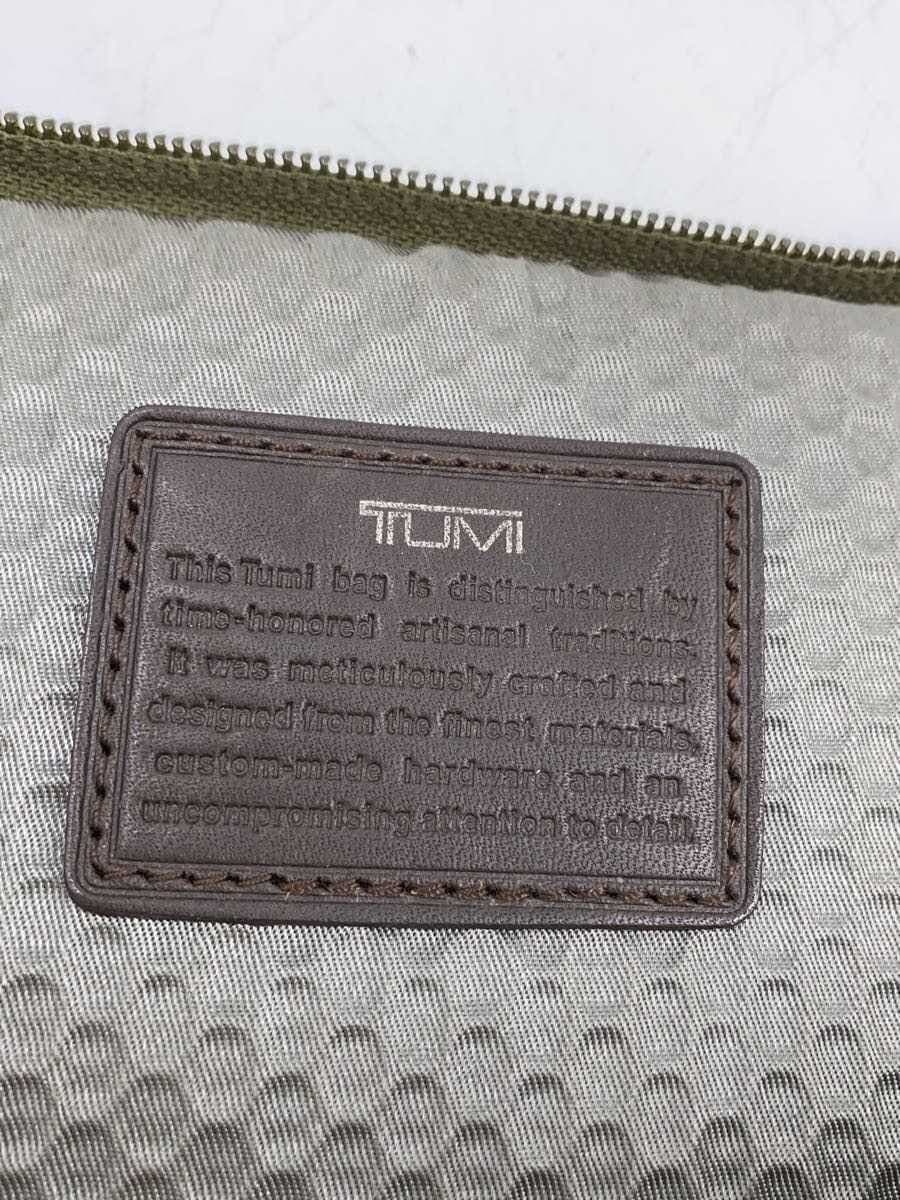 TUMI
This Tumi bag is distinguished by
time-honored artisanal traditions.
It was meticulously crafted and
designed from the finest materials,
custom-made hardware and an
uncompromising attention to detail.